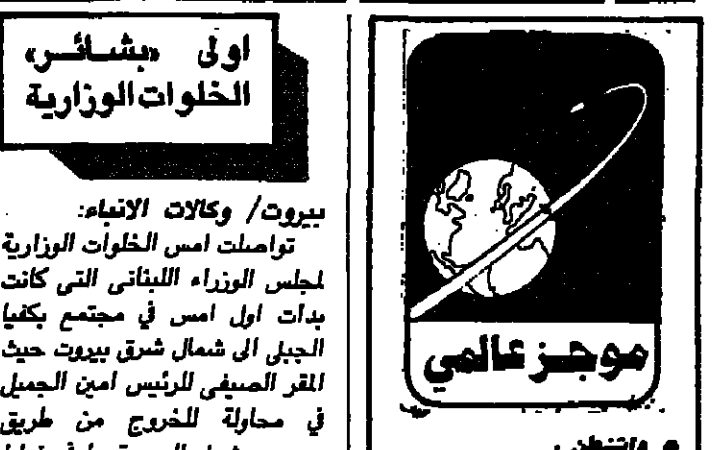 اولى «بشائر»
الخلوات الوزارية
بيروت/ وكالات الانباء:
تواصلت امس الخلوات الوزارية
لمجلس الوزراء اللبناني التي كانت
بدأت اول امس في مجتمع بكفيا
الجبلي الى شمال شرق بيروت حيث
المقر الصيفي للرئيس امين الجميل
في محاولة للخروج من طريق
موجز عالمي
واشنطن: